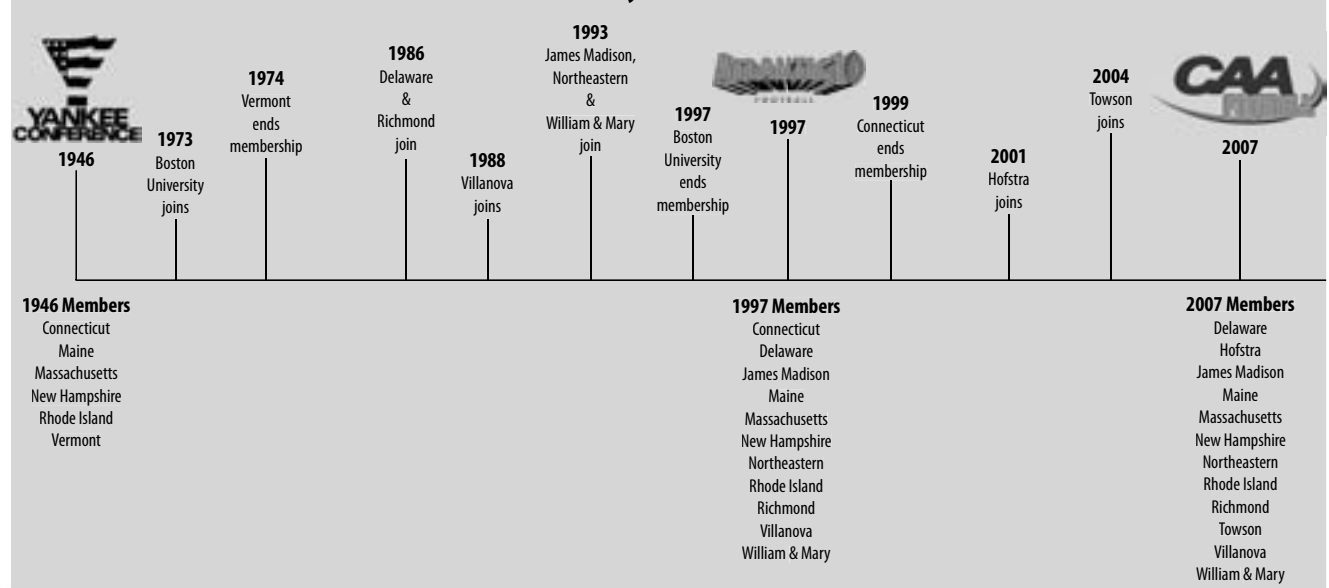 YANKEE
CONFERENCE
1946
1973
Boston
University
joins
1974
Vermont
ends
membership
1986
Delaware
&
Richmond
join
1988
Villanova
joins
1993
James Madison,
Northeastern
&
William & Mary
join
1997
Boston
University
ends
membership
FOOTBALL
1997
1999
Connecticut
ends
membership
2001
Hofstra
joins
2004
Towson
joins
CAA
2007
1946 Members
Connecticut
Maine
Massachusetts
New Hampshire
Rhode Island
Vermont
1997 Members
Connecticut
Delaware
James Madison
Maine
Massachusetts
New Hampshire
Northeastern
Rhode Island
Richmond
Villanova
William & Mary
2007 Members
Delaware
Hofstra
James Madison
Maine
Massachusetts
New Hampshire
Northeastern
Rhode Island
Richmond
Towson
Villanova
William & Mary